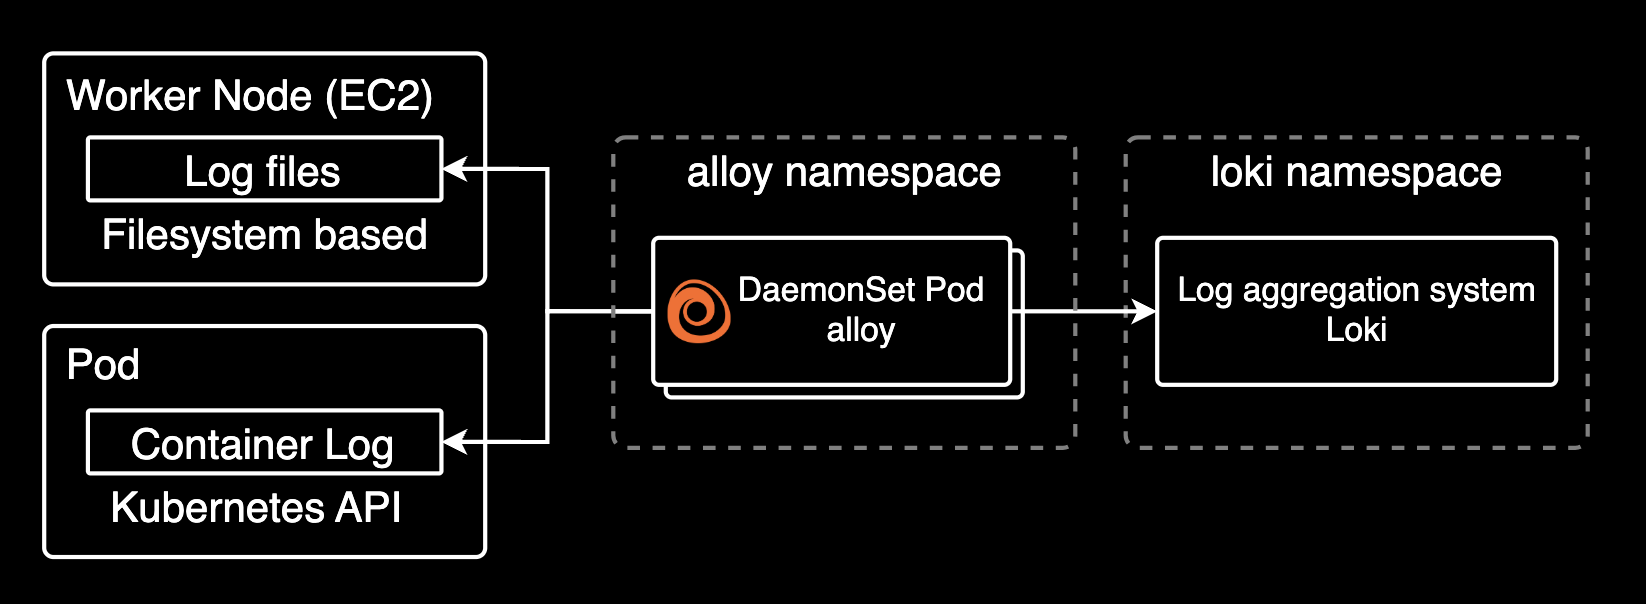 Worker Node (EC2)
Log files
Filesystem based
Pod
Container Log
Kubernetes API
alloy namespace
DaemonSet Pod
alloy
loki namespace
Log aggregation system
Loki